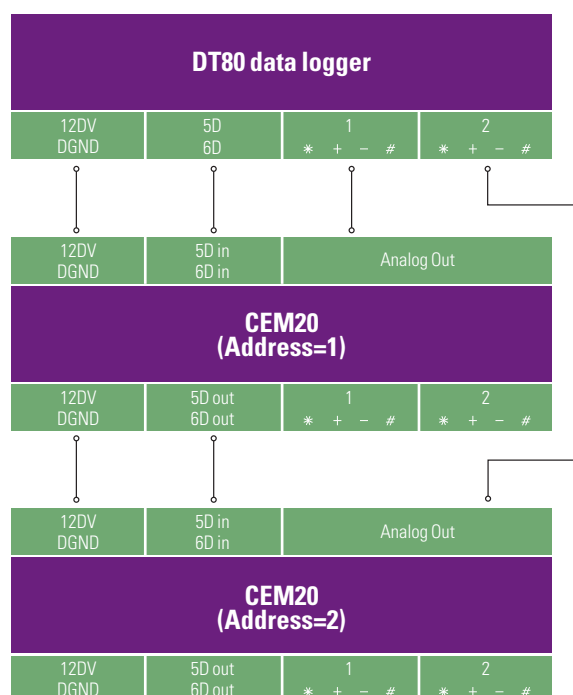 DT80 data logger
12DV 5D 1 2
DGND 6D * + – # * + – #
12DV 5D in Analog Out
DGND 6D in
CEM20
(Address=1)
12DV 5D out 1 2
DGND 6D out * + – # * + – #
12DV 5D in Analog Out
DGND 6D in
CEM20
(Address=2)
12DV 5D out 1 2
DGND 6D out * + – # * + – #